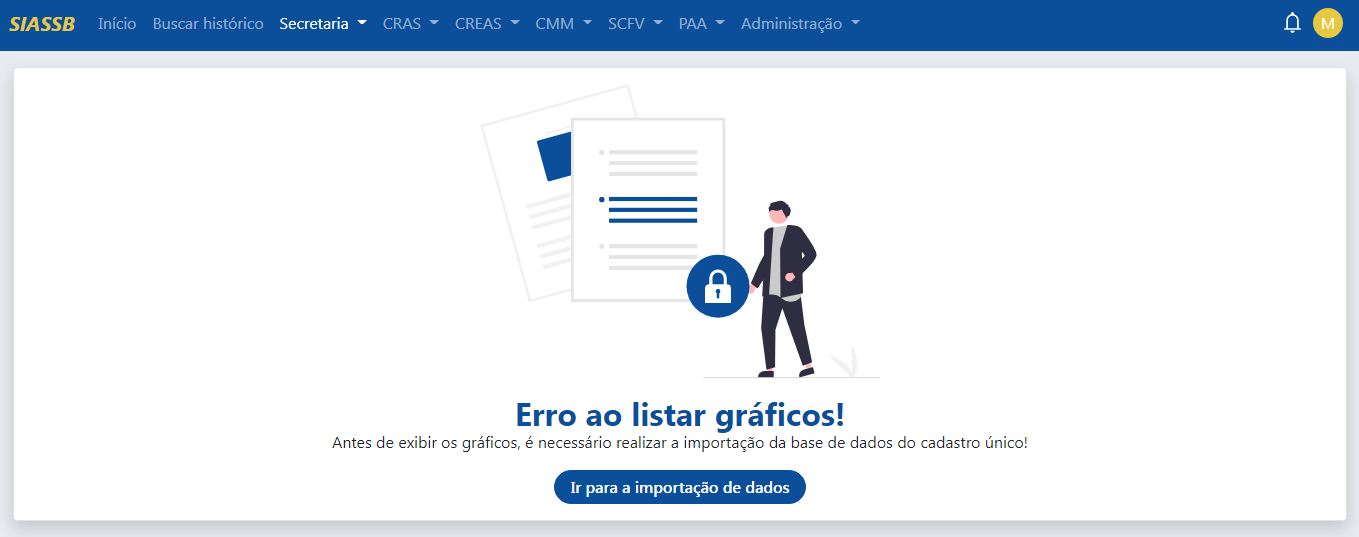 SIASSB Início Buscar histórico Secretaria CRAS CREAS CMM SCFV PAA Administração M
Erro ao listar gráficos!
Antes de exibir os gráficos, é necessário realizar a importação da base de dados do cadastro único!
Ir para a importação de dados